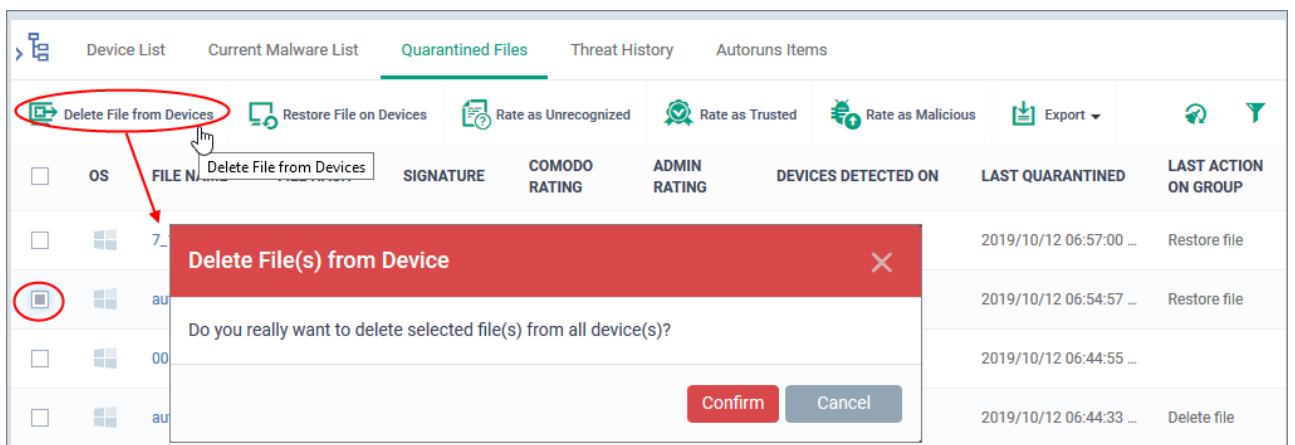 Device List Current Malware List Quarantined Files Threat History Autoruns Items
Delete File from Devices Restore File on Devices Rate as Unrecognized Rate as Trusted Rate as Malicious Export
Delete File from Devices
OS FILE SIGNATURE COMODO RATING ADMIN RATING DEVICES DETECTED ON LAST QUARANTINED LAST ACTION ON GROUP
7_ 2019/10/12 06:57:00 ... Restore file
Delete File(s) from Device
au 2019/10/12 06:54:57 ... Restore file
Do you really want to delete selected file(s) from all device(s)?
00 2019/10/12 06:44:55 ...
Confirm Cancel
au 2019/10/12 06:44:33 ... Delete file